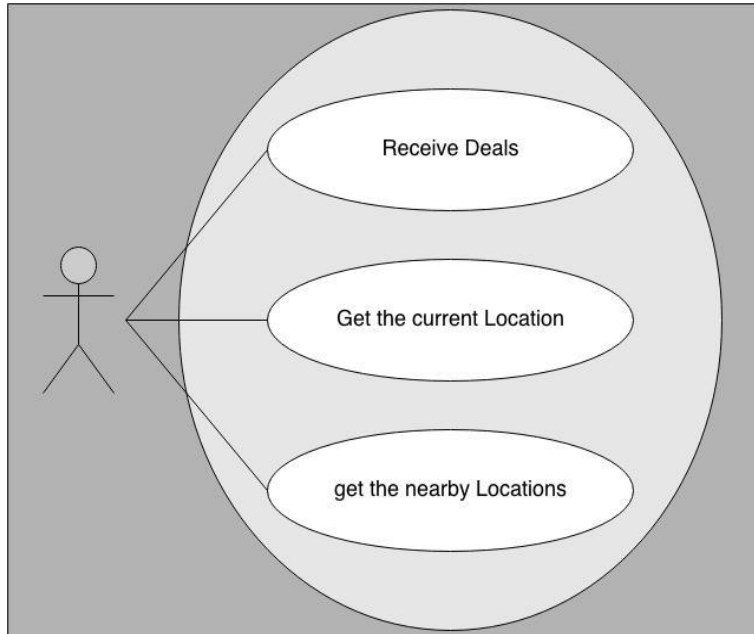 Receive Deals
Get the current Location
get the nearby Locations